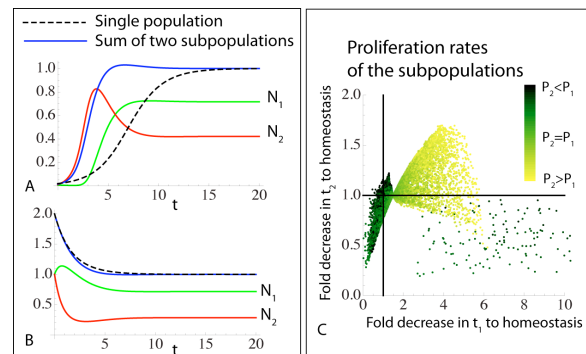 Single population
Sum of two subpopulations
1.0
0.8
0.6
0.4
0.2
N1
N2
A
5 10 15 20
t
2.0
1.5
1.0
0.5
N1
N2
B
5 10 15 20
t
Proliferation rates
of the subpopulations
P2<P1
P2=P1
P2>P1
Fold decrease in t2 to homeostasis
2.0
1.5
1.0
0.5
0.0
0 2 4 6 8 10
C
Fold decrease in t1 to homeostasis